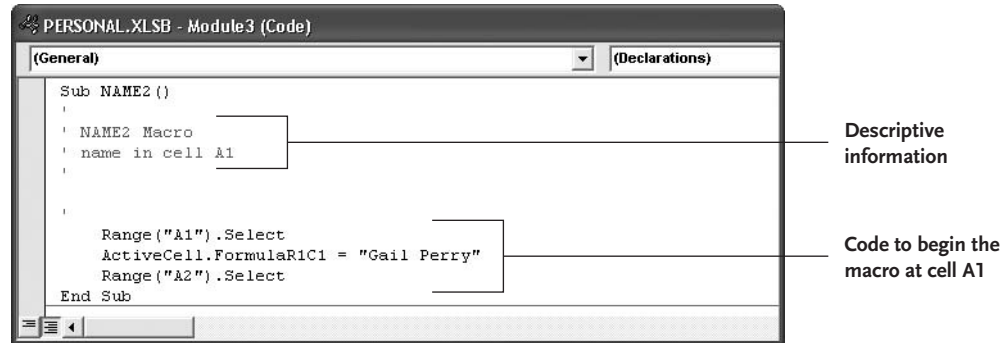 PERSONAL.XLSB - Module3 (Code)
(General) (Declarations)
Sub NAME2()
'
' NAME2 Macro
' name in cell A1
'
'
Range("A1").Select
ActiveCell.FormulaR1C1 = "Gail Perry"
Range("A2").Select
End Sub
Descriptive
information
Code to begin the
macro at cell A1